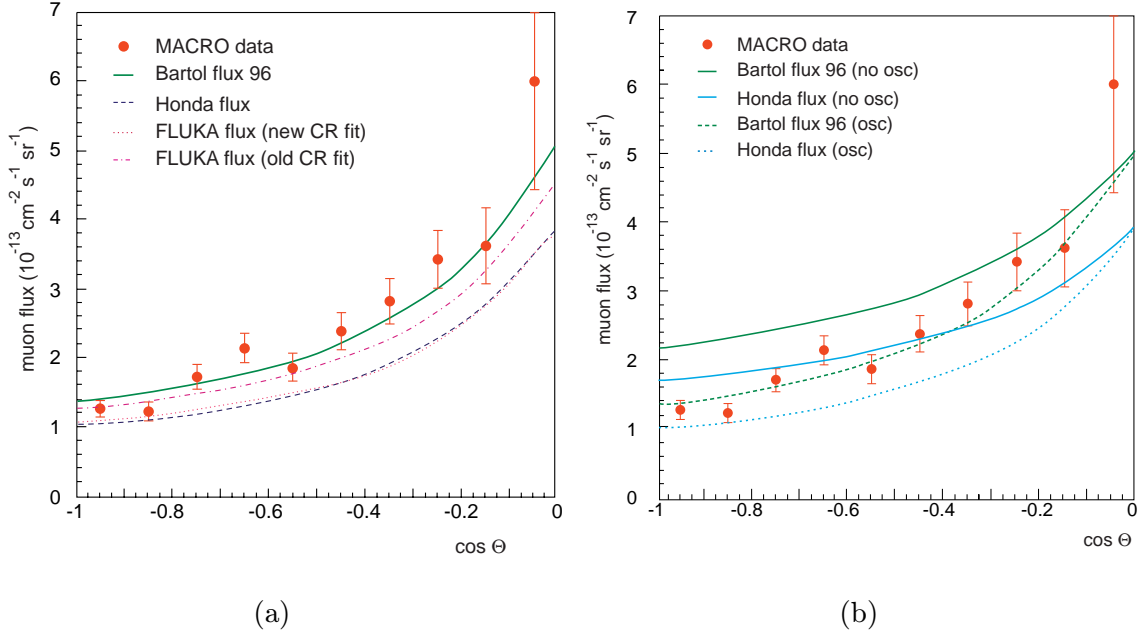 7
6
5
4
3
2
1
0
muon flux (10⁻¹³ cm⁻² s⁻¹ sr⁻¹)
MACRO data
Bartol flux 96
Honda flux
FLUKA flux (new CR fit)
FLUKA flux (old CR fit)
-1 -0.8 -0.6 -0.4 -0.2 0
cos Θ
(a)
7
6
5
4
3
2
1
0
muon flux (10⁻¹³ cm⁻² s⁻¹ sr⁻¹)
MACRO data
Bartol flux 96 (no osc)
Honda flux (no osc)
Bartol flux 96 (osc)
Honda flux (osc)
-1 -0.8 -0.6 -0.4 -0.2 0
cos Θ
(b)